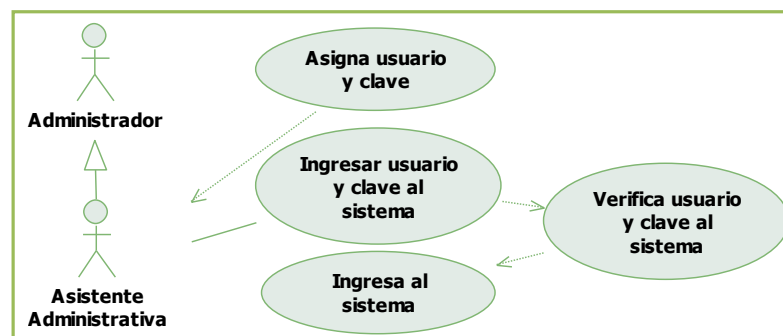 Asigna usuario
y clave
Administrador
Ingresar usuario
y clave al
sistema
Verifica usuario
y clave al
sistema
Ingresa al
sistema
Asistente
Administrativa